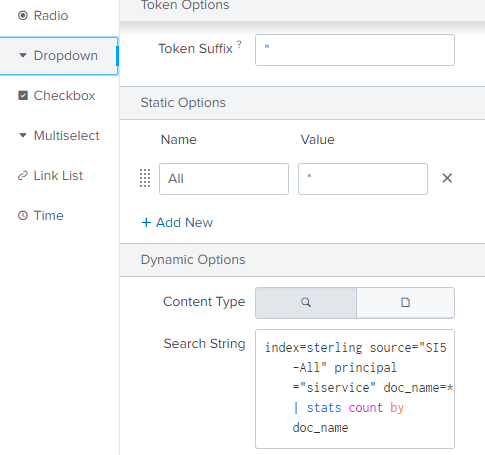 Token Options
Radio
Token Suffix ? "
Dropdown
Static Options
Checkbox
Name Value
Multiselect
All *
Link List
Time
+ Add New
Dynamic Options
Content Type
Search String
index=sterling source="SI5
-All" principal
="siservice" doc_name=*
| stats count by
doc_name